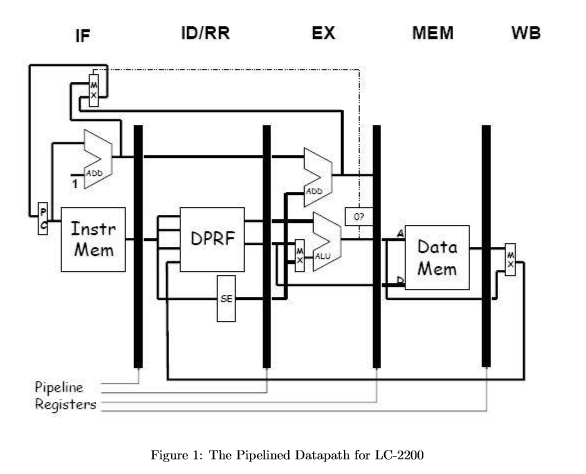 IF ID/RR EX MEM WB
M
X
ADD
1
P
C
Instr
Mem
DPRF
SE
ADD
0?
M
X
ALU
A
D
Data
Mem
M
X
Pipeline
Registers
Figure 1: The Pipelined Datapath for LC-2200